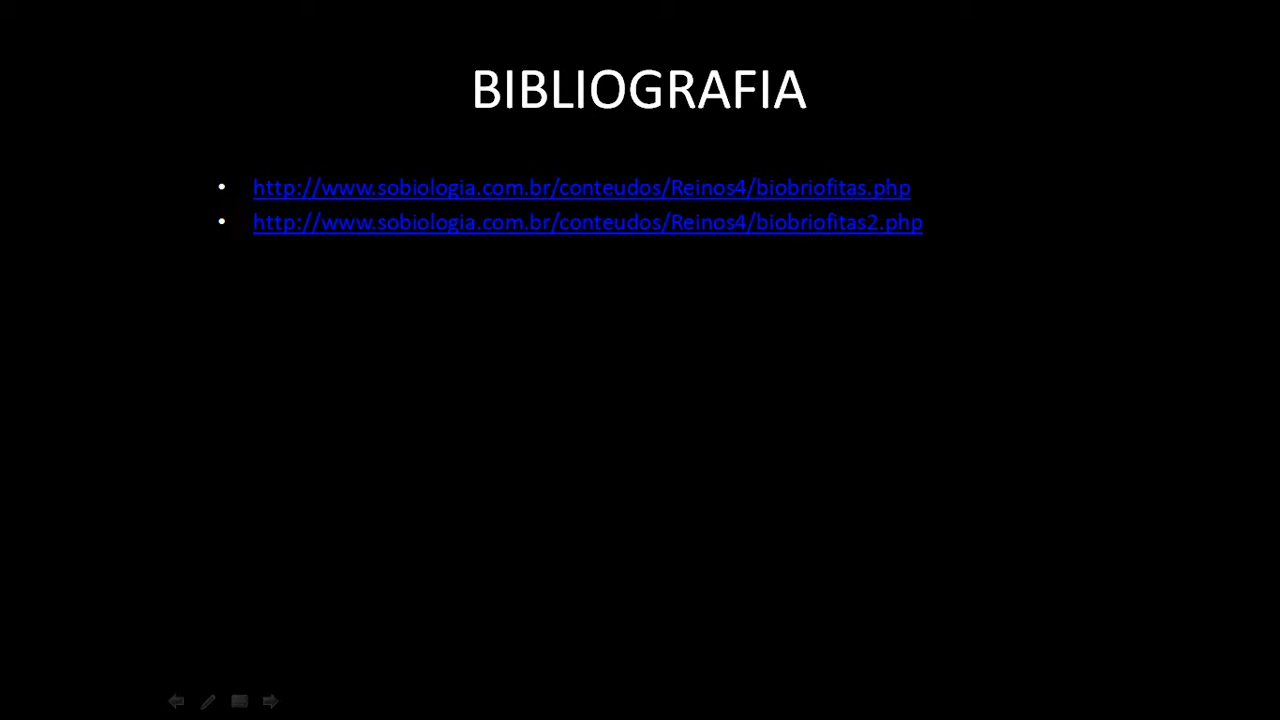 BIBLIOGRAFIA
• http://www.sobiologia.com.br/conteudos/Reinos4/biobriofitas.php
• http://www.sobiologia.com.br/conteudos/Reinos4/biobriofitas2.php